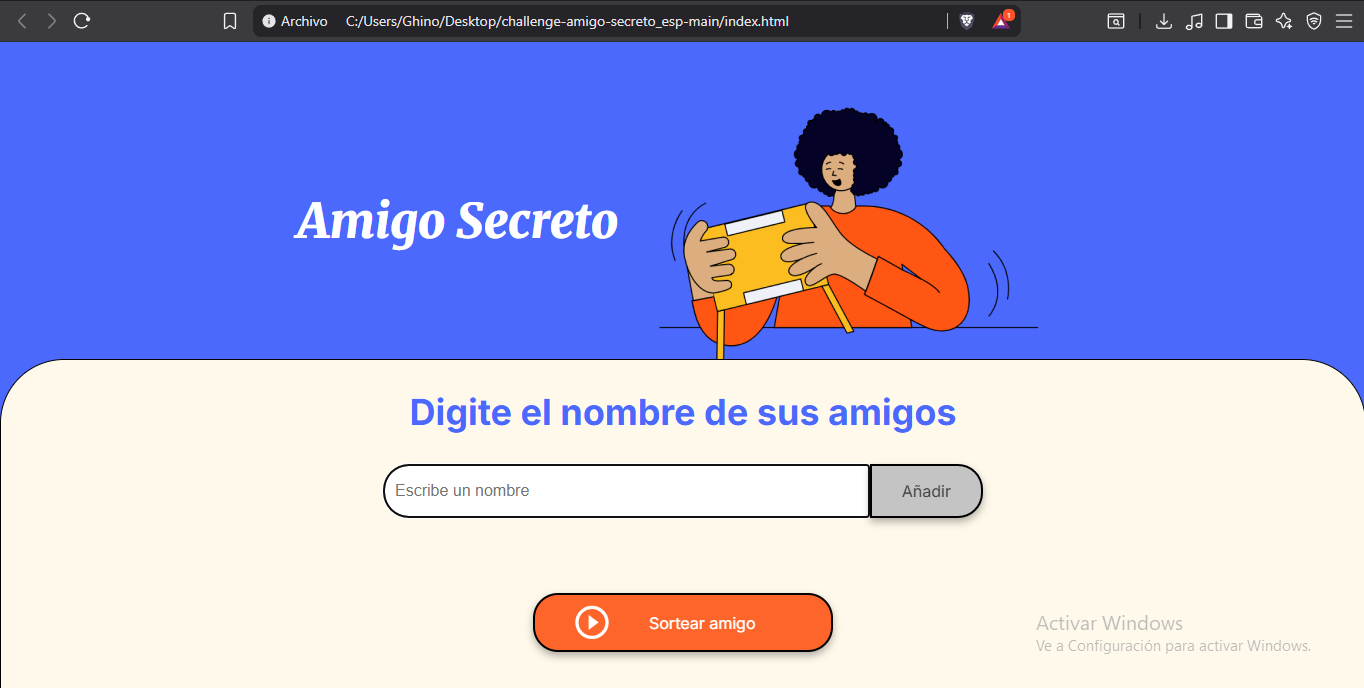 Archivo C:/Users/Ghino/Desktop/challenge-amigo-secreto_esp-main/index.html
1
Amigo Secreto
Digite el nombre de sus amigos
Escribe un nombre
Añadir
Sortear amigo
Activar Windows
Ve a Configuración para activar Windows.